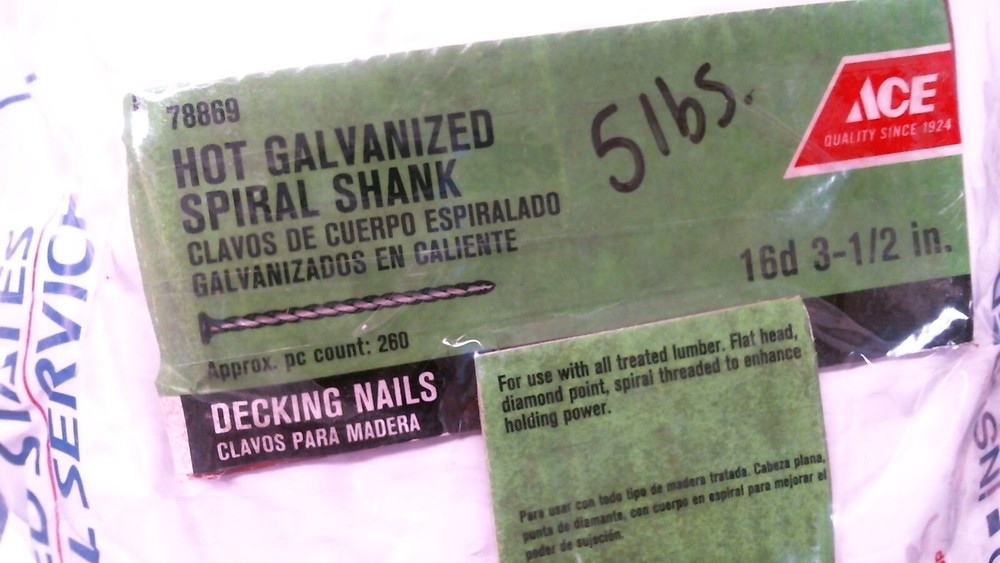 78869
HOT GALVANIZED
SPIRAL SHANK
CLAVOS DE CUERPO ESPIRALADO
GALVANIZADOS EN CALIENTE
Approx. pc count: 260
DECKING NAILS
CLAVOS PARA MADERA
5lbs.
ACE
QUALITY SINCE 1924
16d 3-1/2 in.
For use with all treated lumber. Flat head,
diamond point, spiral threaded to enhance
holding power.
Para usar con todo tipo de madera tratada. Cabeza plana,
punta de diamante, con cuerpo en espiral para mejorar el
poder de sujeción.